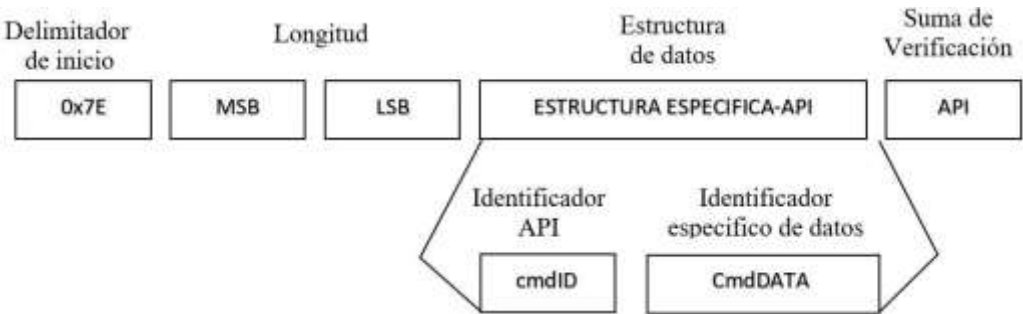 Delimitador
de inicio
Longitud
Estructura
de datos
Suma de
Verificación
0x7E
MSB
LSB
ESTRUCTURA ESPECIFICA-API
API
Identificador
API
Identificador
especifico de datos
cmdID
CmdDATA